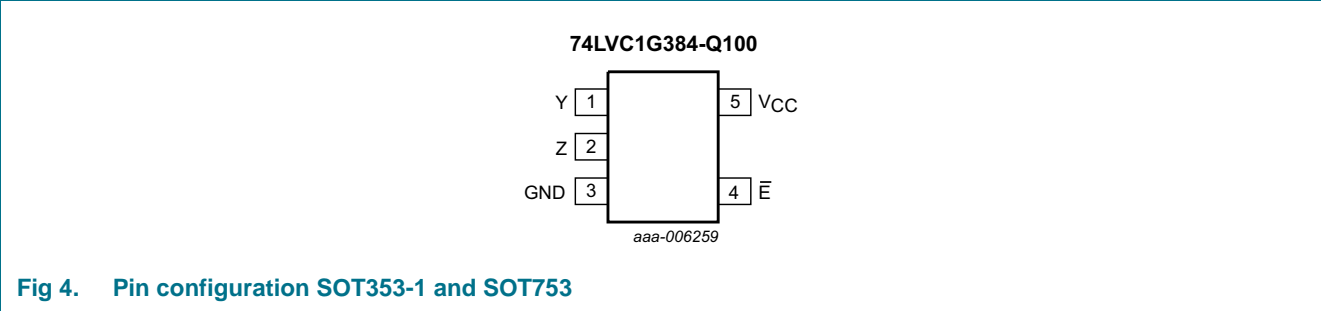 74LVC1G384-Q100
Y 1 5 VCC
Z 2
GND 3 4 E̅
aaa-006259
Fig 4. Pin configuration SOT353-1 and SOT753